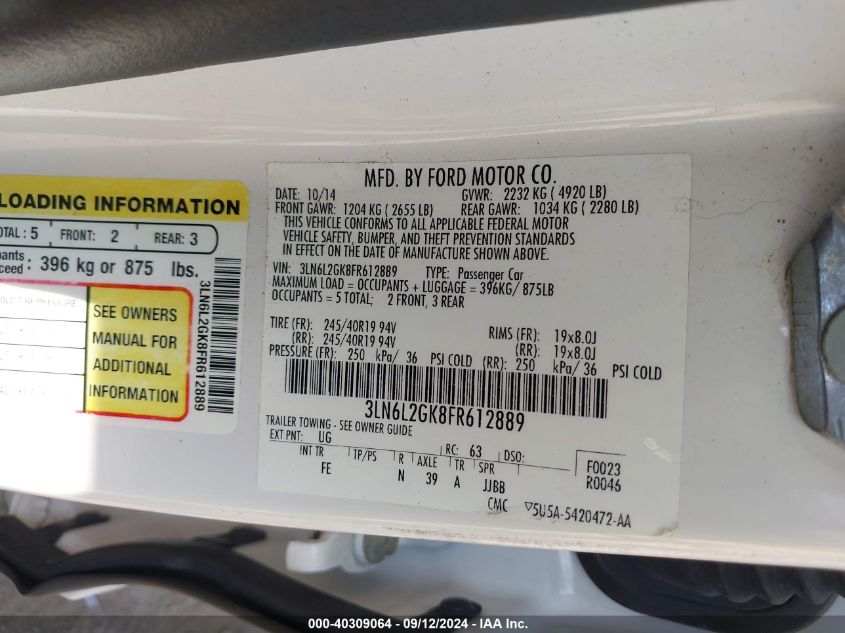 LOADING INFORMATION
TOTAL: 5 FRONT: 2 REAR: 3
396 kg or 875 lbs.
SEE OWNERS
MANUAL FOR
ADDITIONAL
INFORMATION
3LN6L2GK8FR612889
MFD. BY FORD MOTOR CO.
DATE: 10/14 GVWR: 2232 KG ( 4920 LB)
FRONT GAWR: 1204 KG ( 2655 LB) REAR GAWR: 1034 KG ( 2280 LB)
THIS VEHICLE CONFORMS TO ALL APPLICABLE FEDERAL MOTOR
VEHICLE SAFETY, BUMPER, AND THEFT PREVENTION STANDARDS
IN EFFECT ON THE DATE OF MANUFACTURE SHOWN ABOVE.
VIN: 3LN6L2GK8FR612889 TYPE: Passenger Car
MAXIMUM LOAD = OCCUPANTS + LUGGAGE = 396KG/ 875LB
OCCUPANTS = 5 TOTAL; 2 FRONT, 3 REAR
TIRE (FR): 245/40R19 94V RIMS (FR): 19x8.0J
(RR): 245/40R19 94V (RR): 19x8.0J
PRESSURE (FR): 250 kPa/ 36 PSI COLD (RR): 250 kPa/ 36 PSI COLD
3LN6L2GK8FR612889
TRAILER TOWING - SEE OWNER GUIDE
EXT PNT: UG RC: 63 DSO:
INT TR TP/PS R AXLE TR SPR F0023
FE N 39 A JJBB R0046
CMC ▽5U5A-5420472-AA
000-40309064 - 09/12/2024 - IAA Inc.